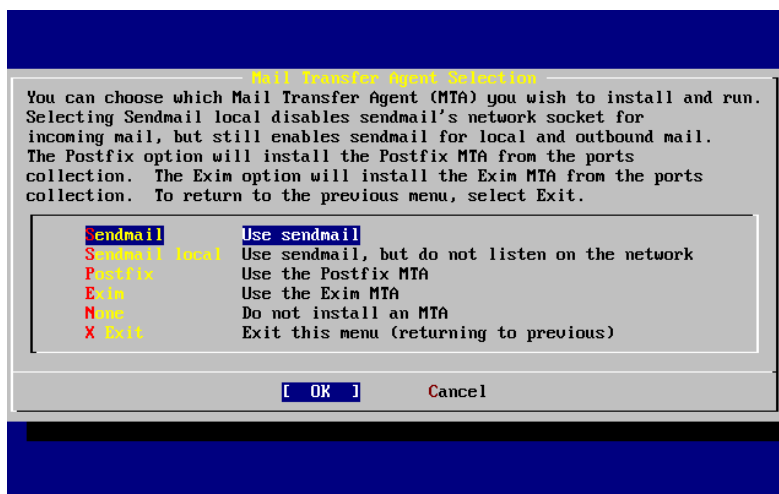 Mail Transfer Agent Selection
You can choose which Mail Transfer Agent (MTA) you wish to install and run.
Selecting Sendmail local disables sendmail's network socket for
incoming mail, but still enables sendmail for local and outbound mail.
The Postfix option will install the Postfix MTA from the ports
collection.  The Exim option will install the Exim MTA from the ports
collection.  To return to the previous menu, select Exit.
Sendmail Use sendmail
Sendmail local Use sendmail, but do not listen on the network
Postfix Use the Postfix MTA
Exim Use the Exim MTA
None Do not install an MTA
X Exit Exit this menu (returning to previous)
[ OK ] Cancel